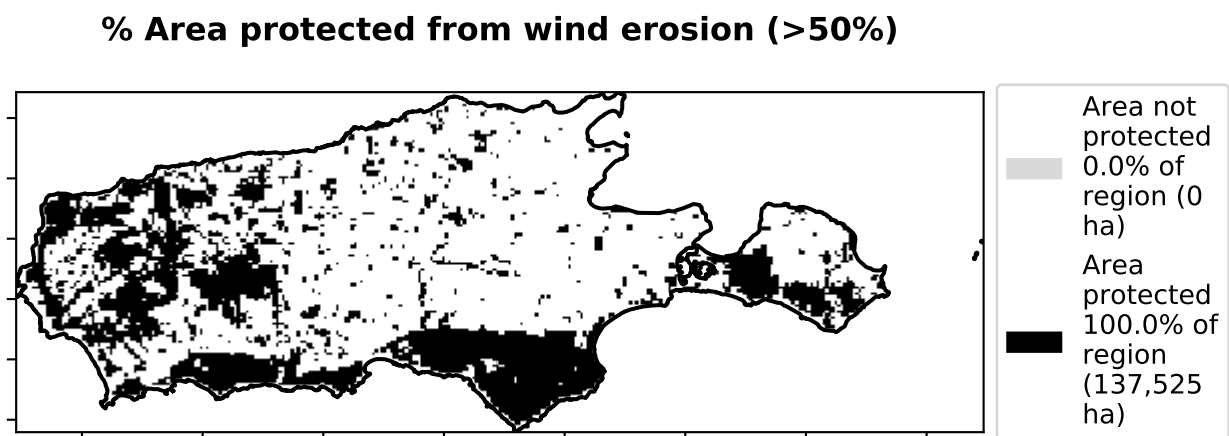 % Area protected from wind erosion (>50%)
Area not
protected
0.0% of
region (0
ha)
Area
protected
100.0% of
region
(137,525
ha)